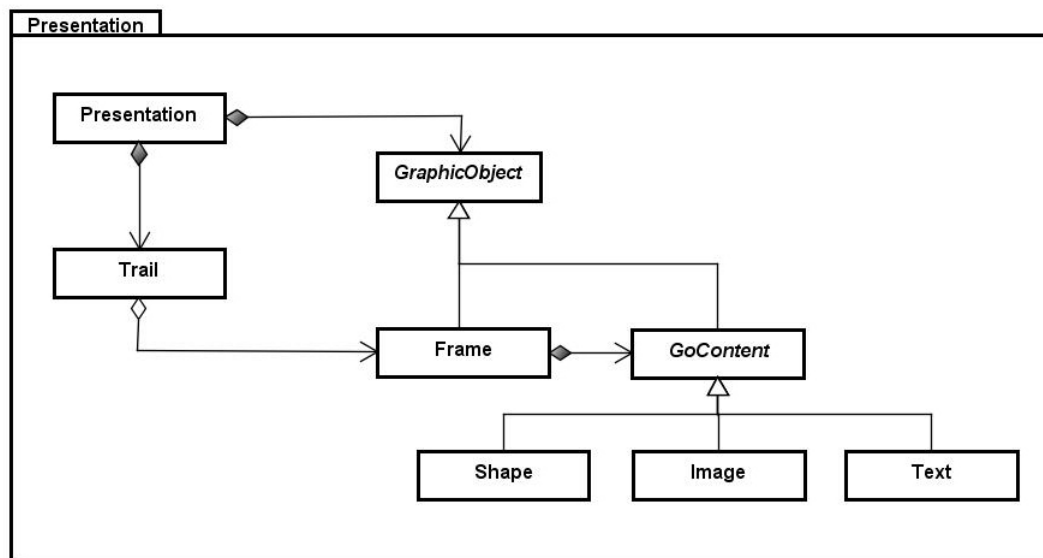 Presentation
Presentation
GraphicObject
Trail
Frame
GoContent
Shape
Image
Text